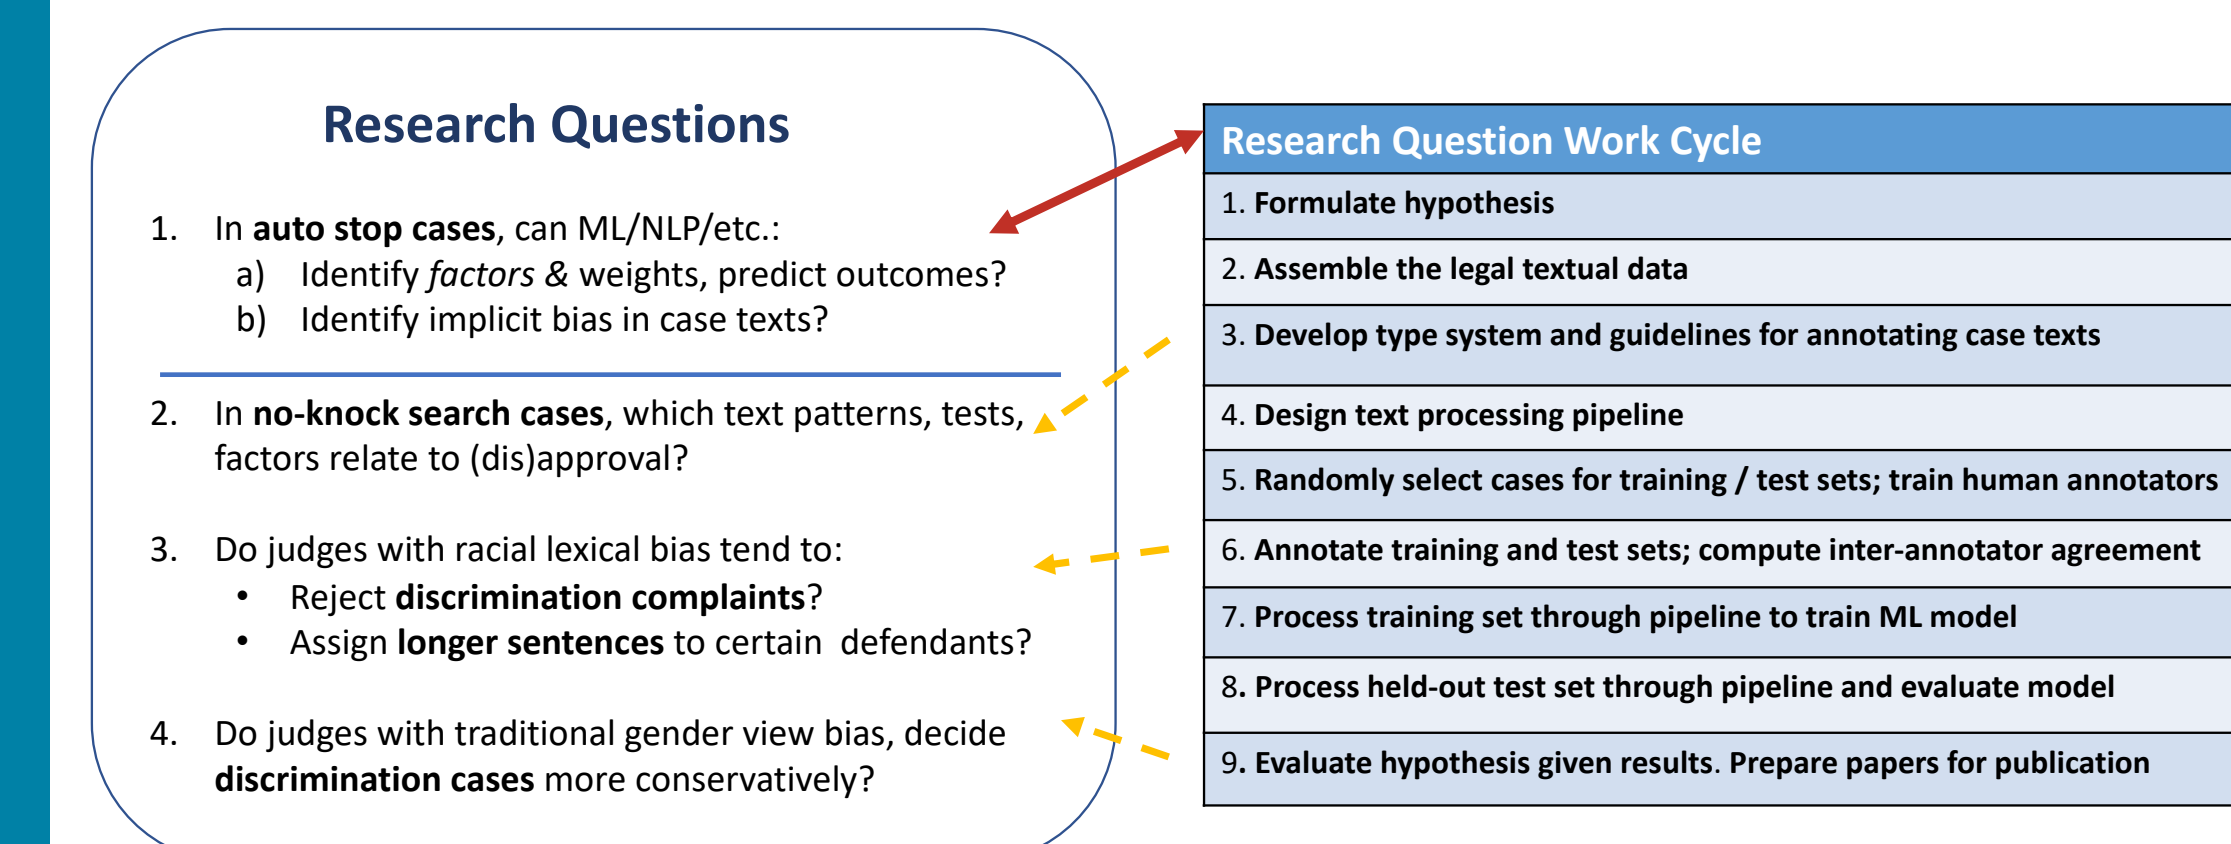 Research Questions
1. In auto stop cases, can ML/NLP/etc.:
a) Identify factors & weights, predict outcomes?
b) Identify implicit bias in case texts?
2. In no-knock search cases, which text patterns, tests,
factors relate to (dis)approval?
3. Do judges with racial lexical bias tend to:
• Reject discrimination complaints?
• Assign longer sentences to certain defendants?
4. Do judges with traditional gender view bias, decide
discrimination cases more conservatively?
Research Question Work Cycle
1. Formulate hypothesis
2. Assemble the legal textual data
3. Develop type system and guidelines for annotating case texts
4. Design text processing pipeline
5. Randomly select cases for training / test sets; train human annotators
6. Annotate training and test sets; compute inter-annotator agreement
7. Process training set through pipeline to train ML model
8. Process held-out test set through pipeline and evaluate model
9. Evaluate hypothesis given results. Prepare papers for publication